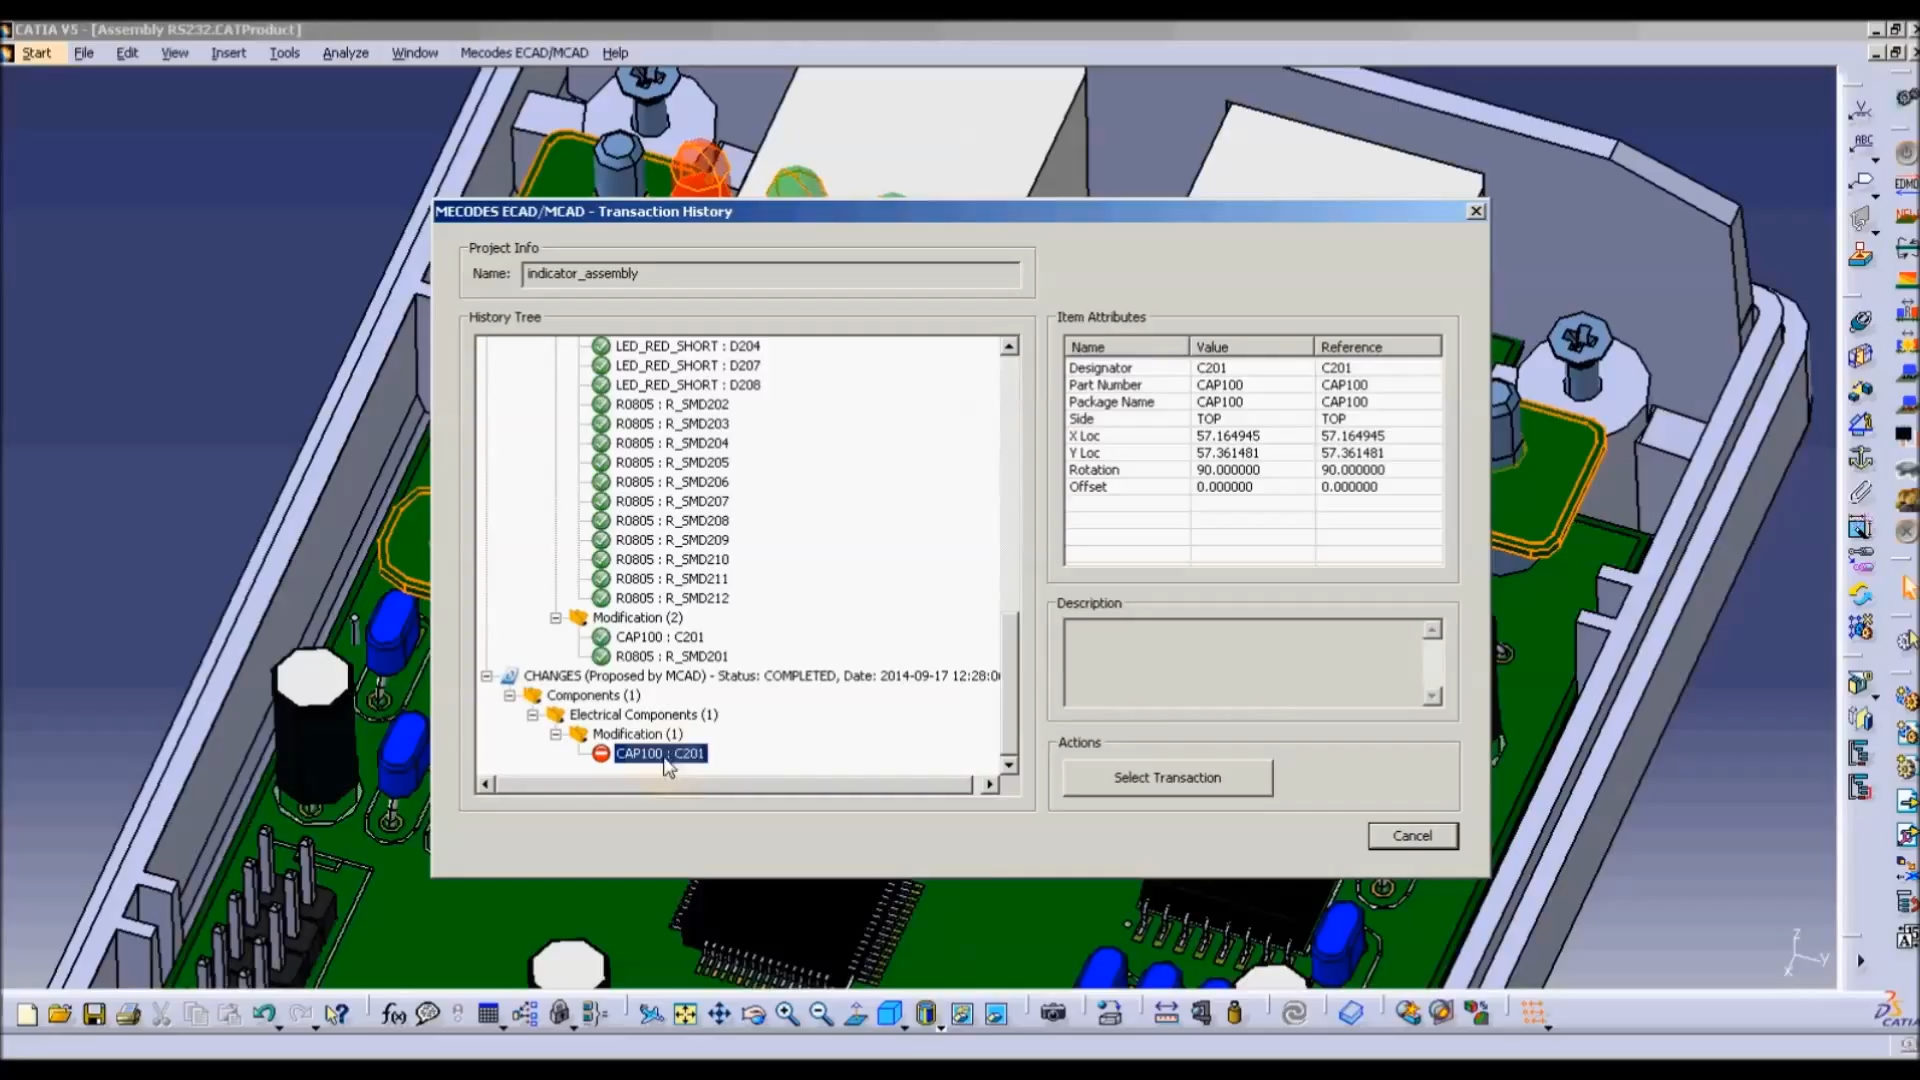 CATIA V5 - [Assembly RS232.CATProduct]
Start File Edit View Insert Tools Analyze Window Mecodes ECAD/MCAD Help
MECODES ECAD/MCAD - Transaction History
Project Info
Name: indicator_assembly
History Tree
LED_RED_SHORT : D204
LED_RED_SHORT : D207
LED_RED_SHORT : D208
R0805 : R_SMD202
R0805 : R_SMD203
R0805 : R_SMD204
R0805 : R_SMD205
R0805 : R_SMD206
R0805 : R_SMD207
R0805 : R_SMD208
R0805 : R_SMD209
R0805 : R_SMD210
R0805 : R_SMD211
R0805 : R_SMD212
Modification (2)
CAP100 : C201
R0805 : R_SMD201
CHANGES (Proposed by MCAD) - Status: COMPLETED, Date: 2014-09-17 12:28:0
Components (1)
Electrical Components (1)
Modification (1)
CAP100 : C201
Item Attributes
Name Value Reference
Designator C201 C201
Part Number CAP100 CAP100
Package Name CAP100 CAP100
Side TOP TOP
X Loc 57.164945 57.164945
Y Loc 57.361481 57.361481
Rotation 90.000000 90.000000
Offset 0.000000 0.000000
Description
Actions
Select Transaction
Cancel
ABC
EDMD
z
y
x
f(x)
CATIA